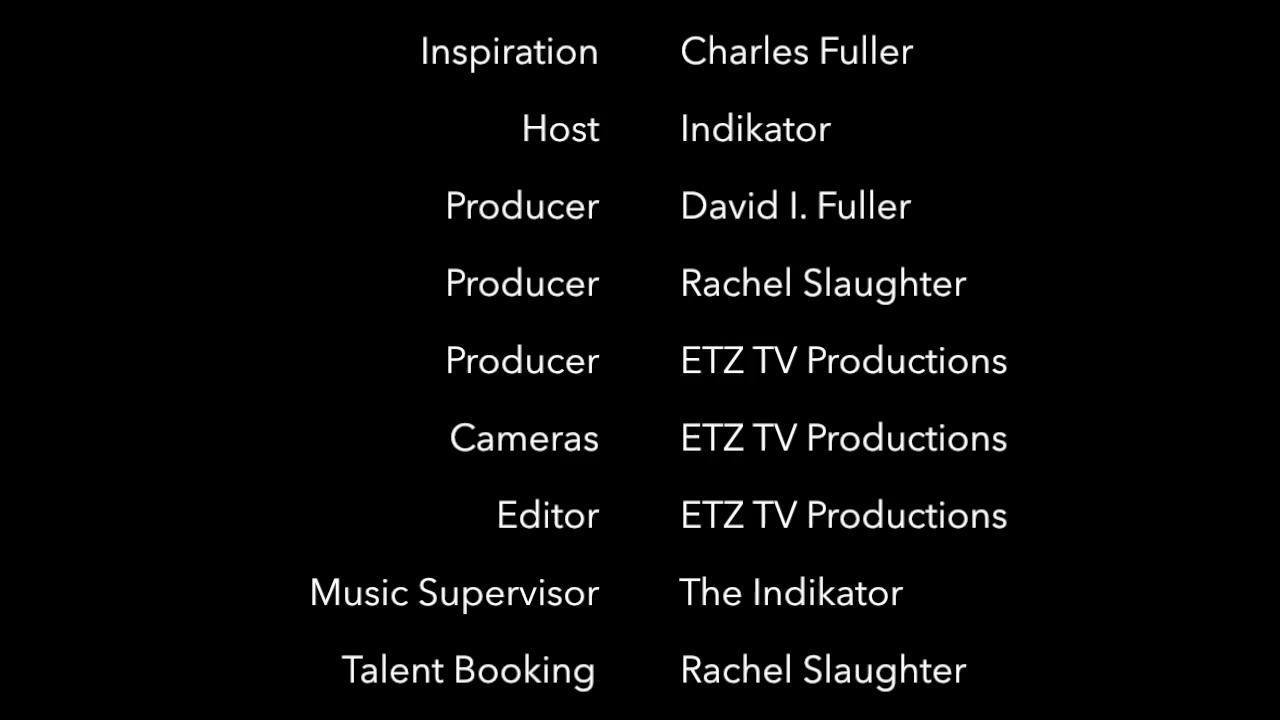 Inspiration Charles Fuller
Host Indikator
Producer David I. Fuller
Producer Rachel Slaughter
Producer ETZ TV Productions
Cameras ETZ TV Productions
Editor ETZ TV Productions
Music Supervisor The Indikator
Talent Booking Rachel Slaughter